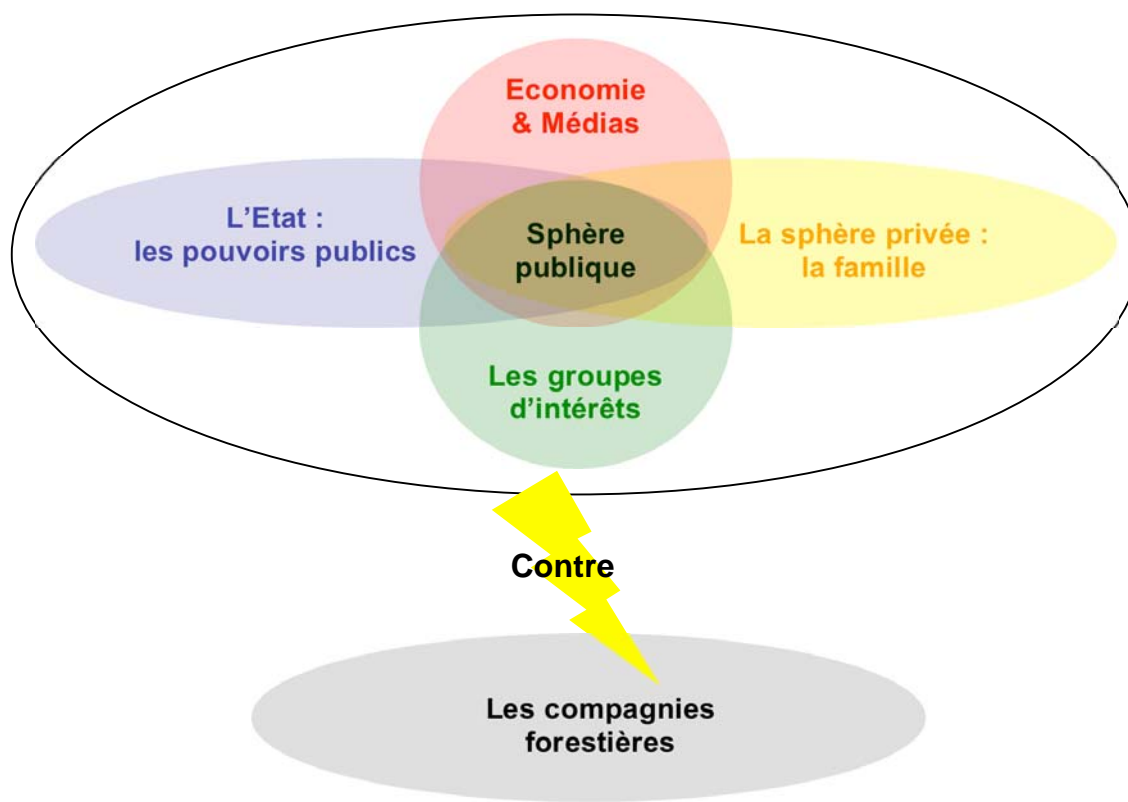 Economie
& Médias
L'Etat :
les pouvoirs publics
Sphère
publique
La sphère privée :
la famille
Les groupes
d'intérêts
Contre
Les compagnies
forestières